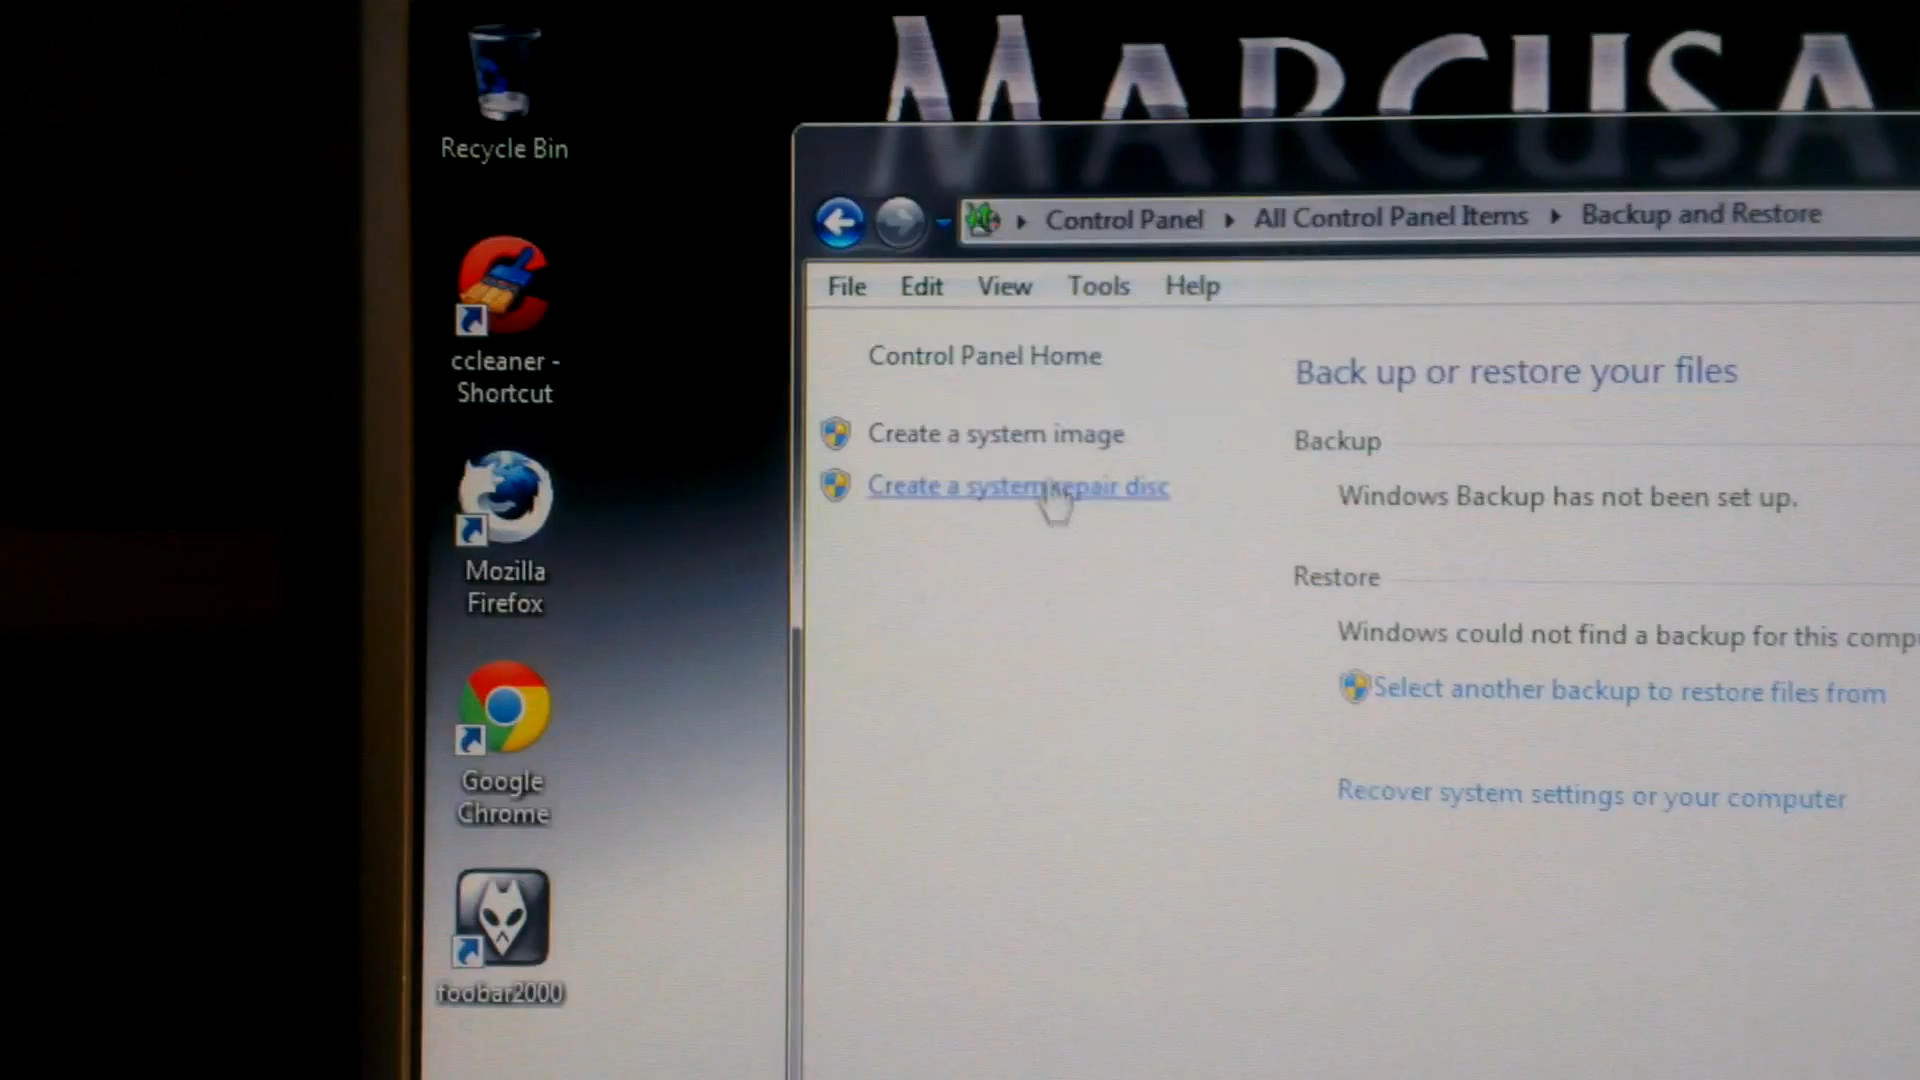 MARCUSA
Recycle Bin
ccleaner -
Shortcut
Mozilla
Firefox
Google
Chrome
foobar2000
Control Panel ▸ All Control Panel Items ▸ Backup and Restore
File Edit View Tools Help
Control Panel Home
Create a system image
Create a system repair disc
Back up or restore your files
Backup
Windows Backup has not been set up.
Restore
Windows could not find a backup for this comp
Select another backup to restore files from
Recover system settings or your computer